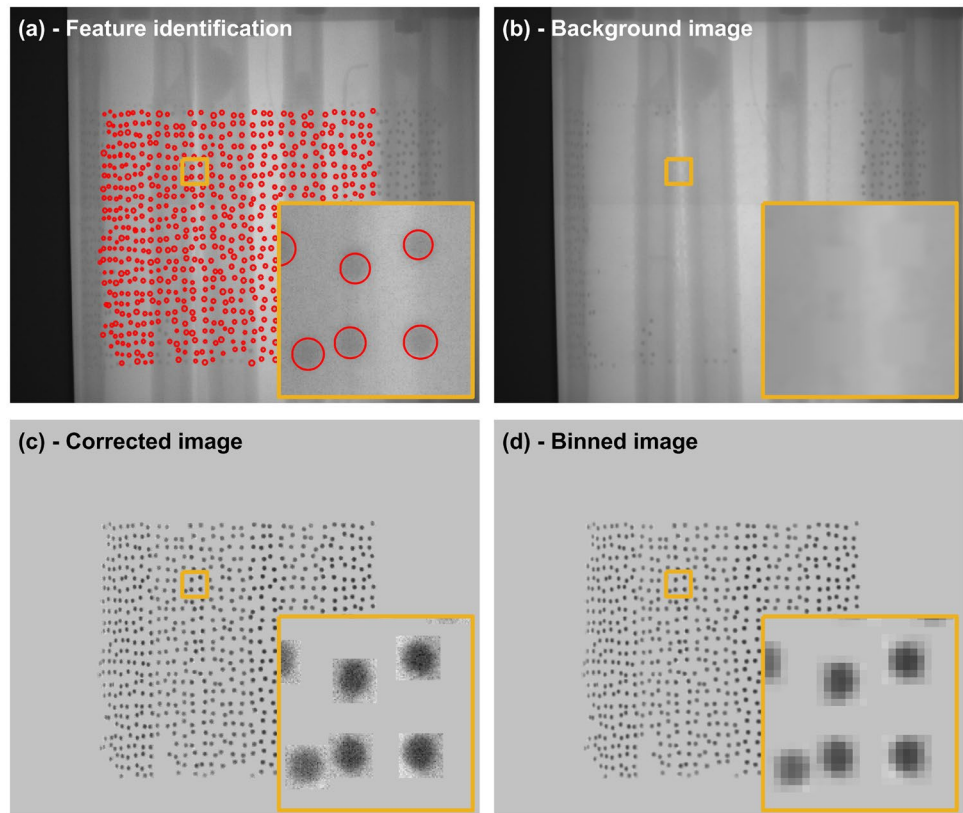 (a) - Feature identification
(b) - Background image
(c) - Corrected image
(d) - Binned image